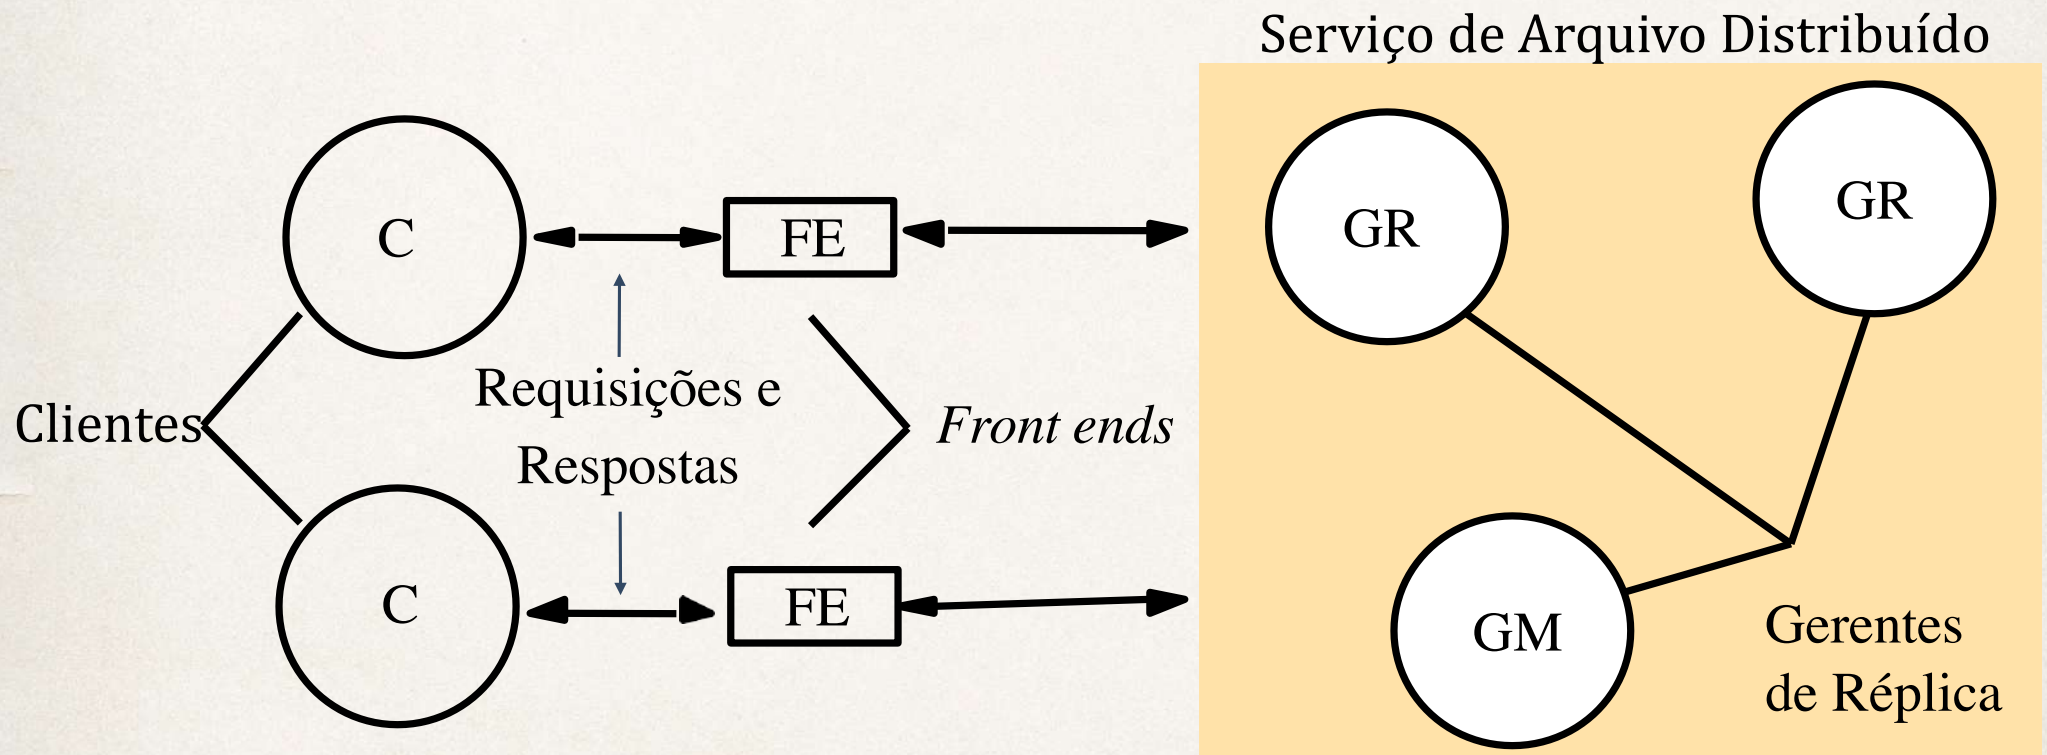 Serviço de Arquivo Distribuído
C
FE
GR
GR
Requisições e
Respostas
Clientes
Front ends
C
FE
GM
Gerentes
de Réplica